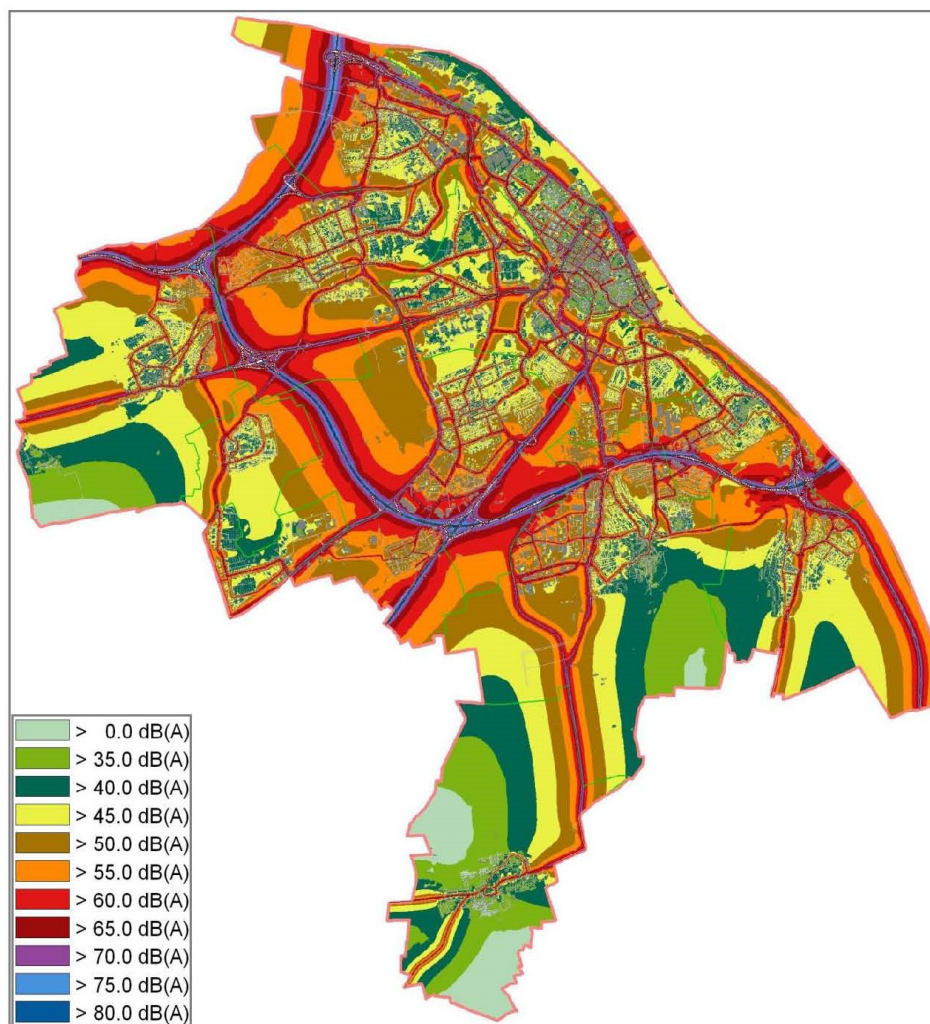 > 0.0 dB(A)
> 35.0 dB(A)
> 40.0 dB(A)
> 45.0 dB(A)
> 50.0 dB(A)
> 55.0 dB(A)
> 60.0 dB(A)
> 65.0 dB(A)
> 70.0 dB(A)
> 75.0 dB(A)
> 80.0 dB(A)